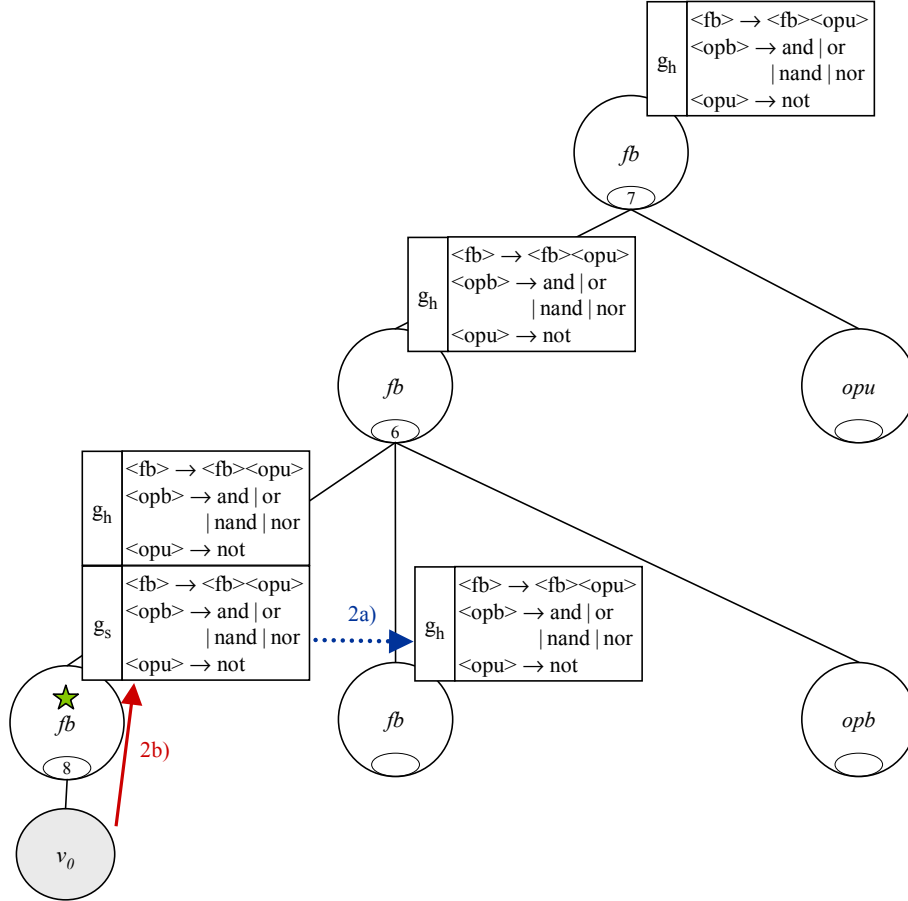 <fb> → <fb><opu>
<opb> → and | or
| nand | nor
<opu> → not
g_h
fb
7
<fb> → <fb><opu>
<opb> → and | or
| nand | nor
<opu> → not
g_h
fb
6
opu
<fb> → <fb><opu>
<opb> → and | or
| nand | nor
<opu> → not
g_h
<fb> → <fb><opu>
<opb> → and | or
| nand | nor
<opu> → not
g_s
2a)
<fb> → <fb><opu>
<opb> → and | or
| nand | nor
<opu> → not
g_h
fb
8
2b)
fb
opb
v_0